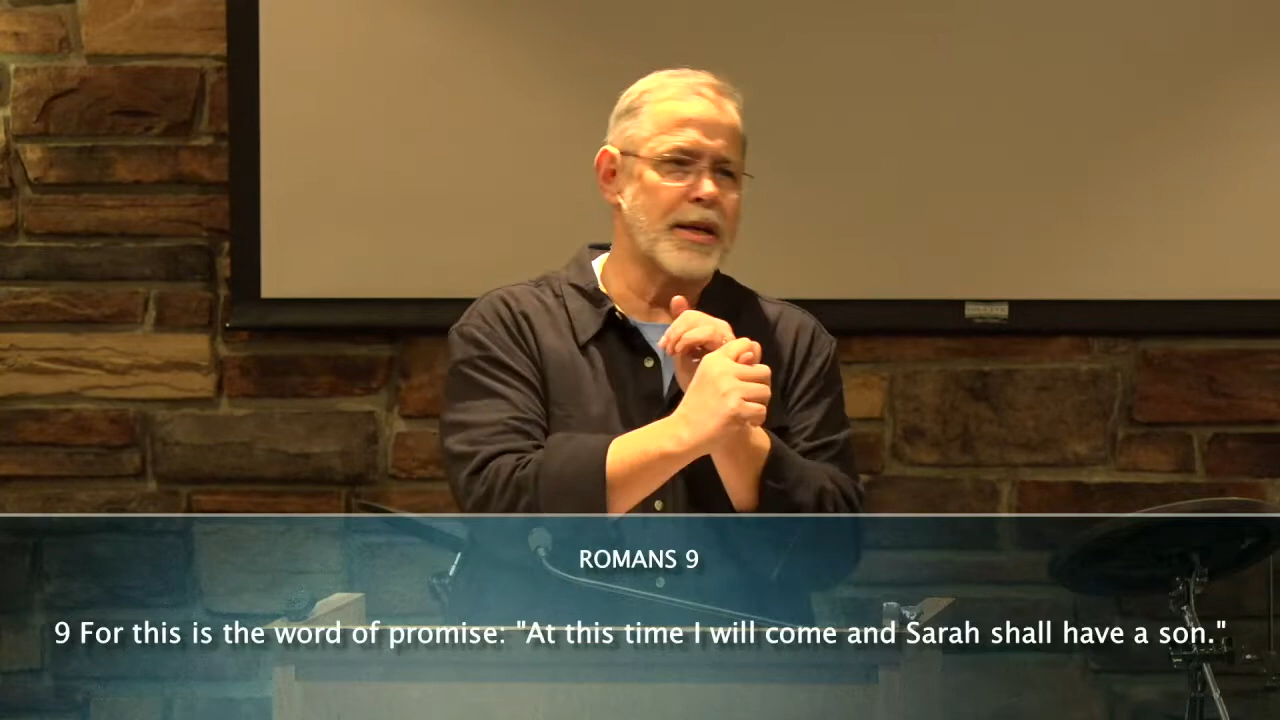 ROMANS 9
9 For this is the word of promise: "At this time I will come and Sarah shall have a son."